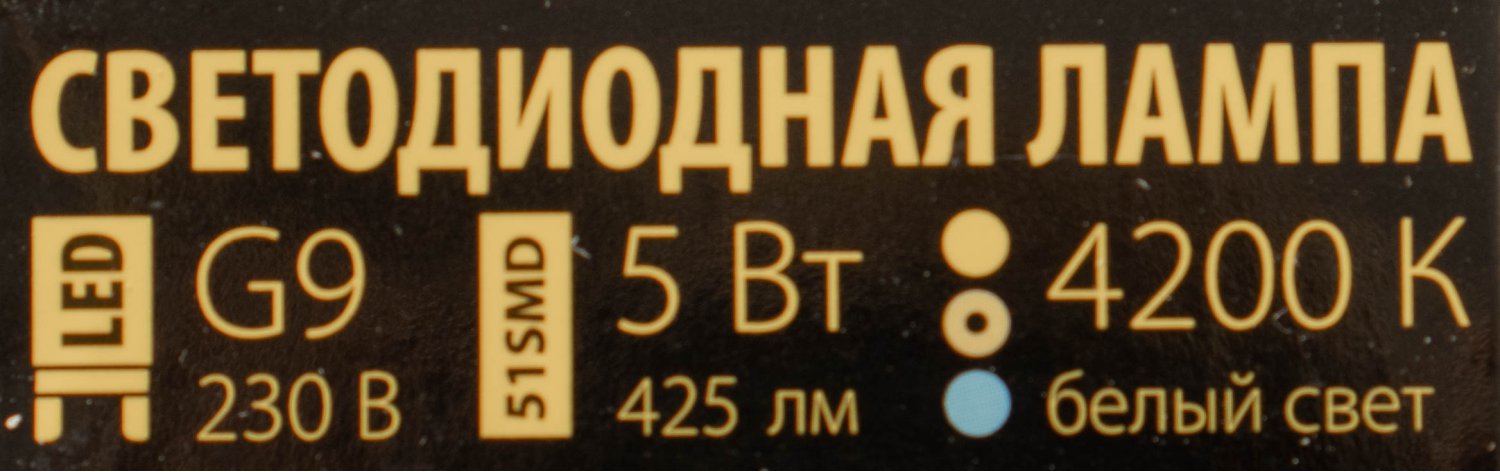 СВЕТОДИОДНАЯ ЛАМПА
LED G9 51SMD 5 Вт 4200 К
230 В 425 лм белый свет